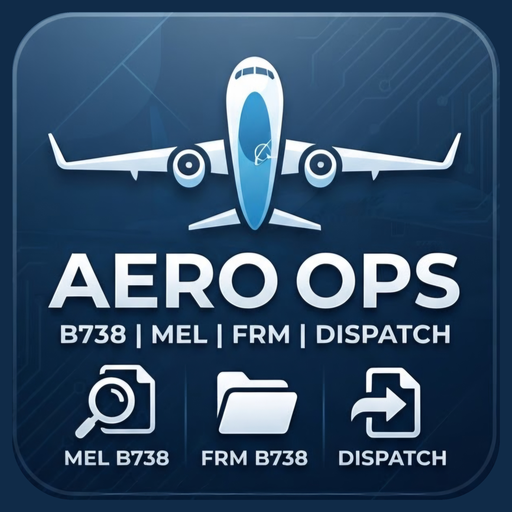 AERO OPS
B738 | MEL | FRM | DISPATCH
MEL B738
FRM B738
DISPATCH